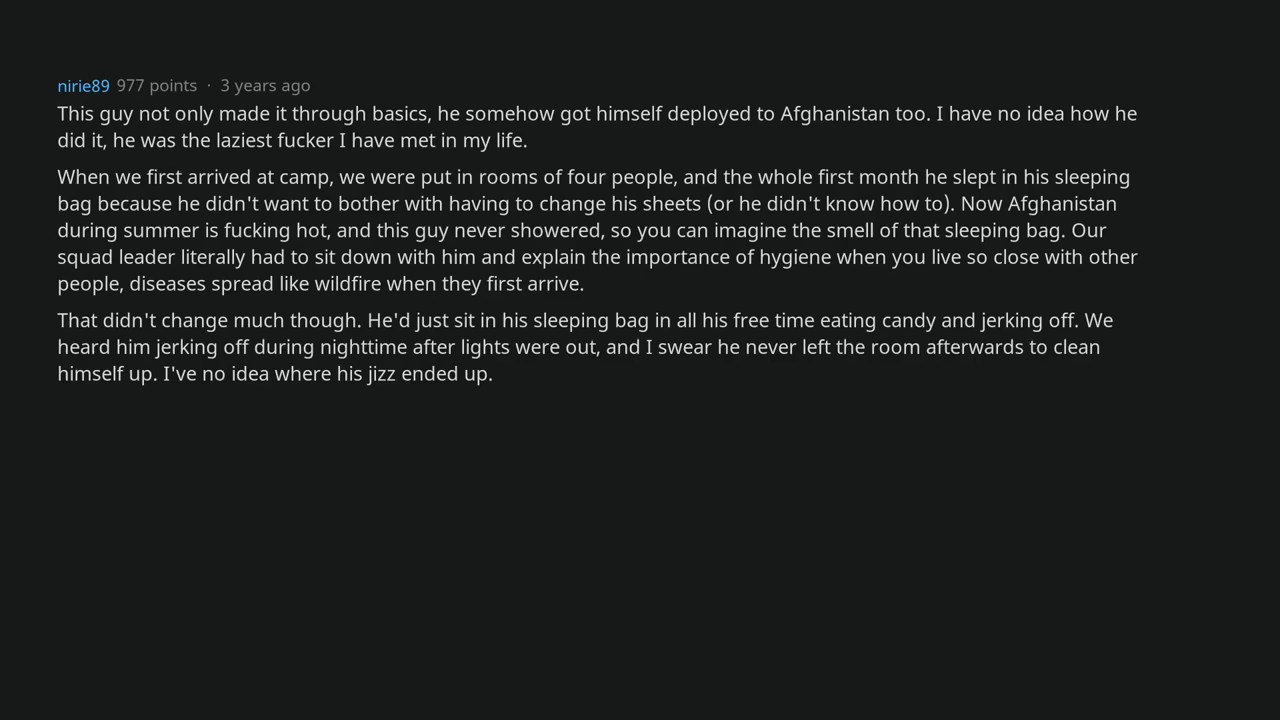 nirie89 977 points · 3 years ago
This guy not only made it through basics, he somehow got himself deployed to Afghanistan too. I have no idea how he
did it, he was the laziest fucker I have met in my life.
When we first arrived at camp, we were put in rooms of four people, and the whole first month he slept in his sleeping
bag because he didn't want to bother with having to change his sheets (or he didn't know how to). Now Afghanistan
during summer is fucking hot, and this guy never showered, so you can imagine the smell of that sleeping bag. Our
squad leader literally had to sit down with him and explain the importance of hygiene when you live so close with other
people, diseases spread like wildfire when they first arrive.
That didn't change much though. He'd just sit in his sleeping bag in all his free time eating candy and jerking off. We
heard him jerking off during nighttime after lights were out, and I swear he never left the room afterwards to clean
himself up. I've no idea where his jizz ended up.